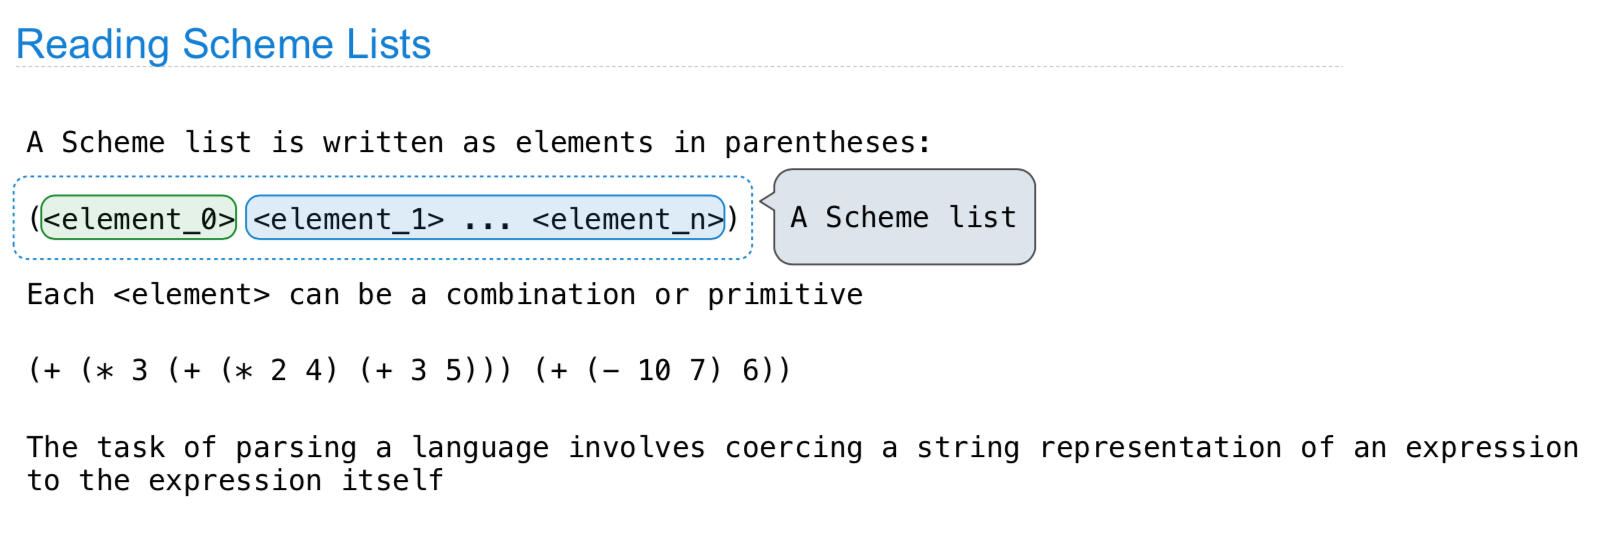 Reading Scheme Lists
A Scheme list is written as elements in parentheses:
(<element_0> <element_1> ... <element_n>)
A Scheme list
Each <element> can be a combination or primitive
(+ (* 3 (+ (* 2 4) (+ 3 5))) (+ (− 10 7) 6))
The task of parsing a language involves coercing a string representation of an expression
to the expression itself